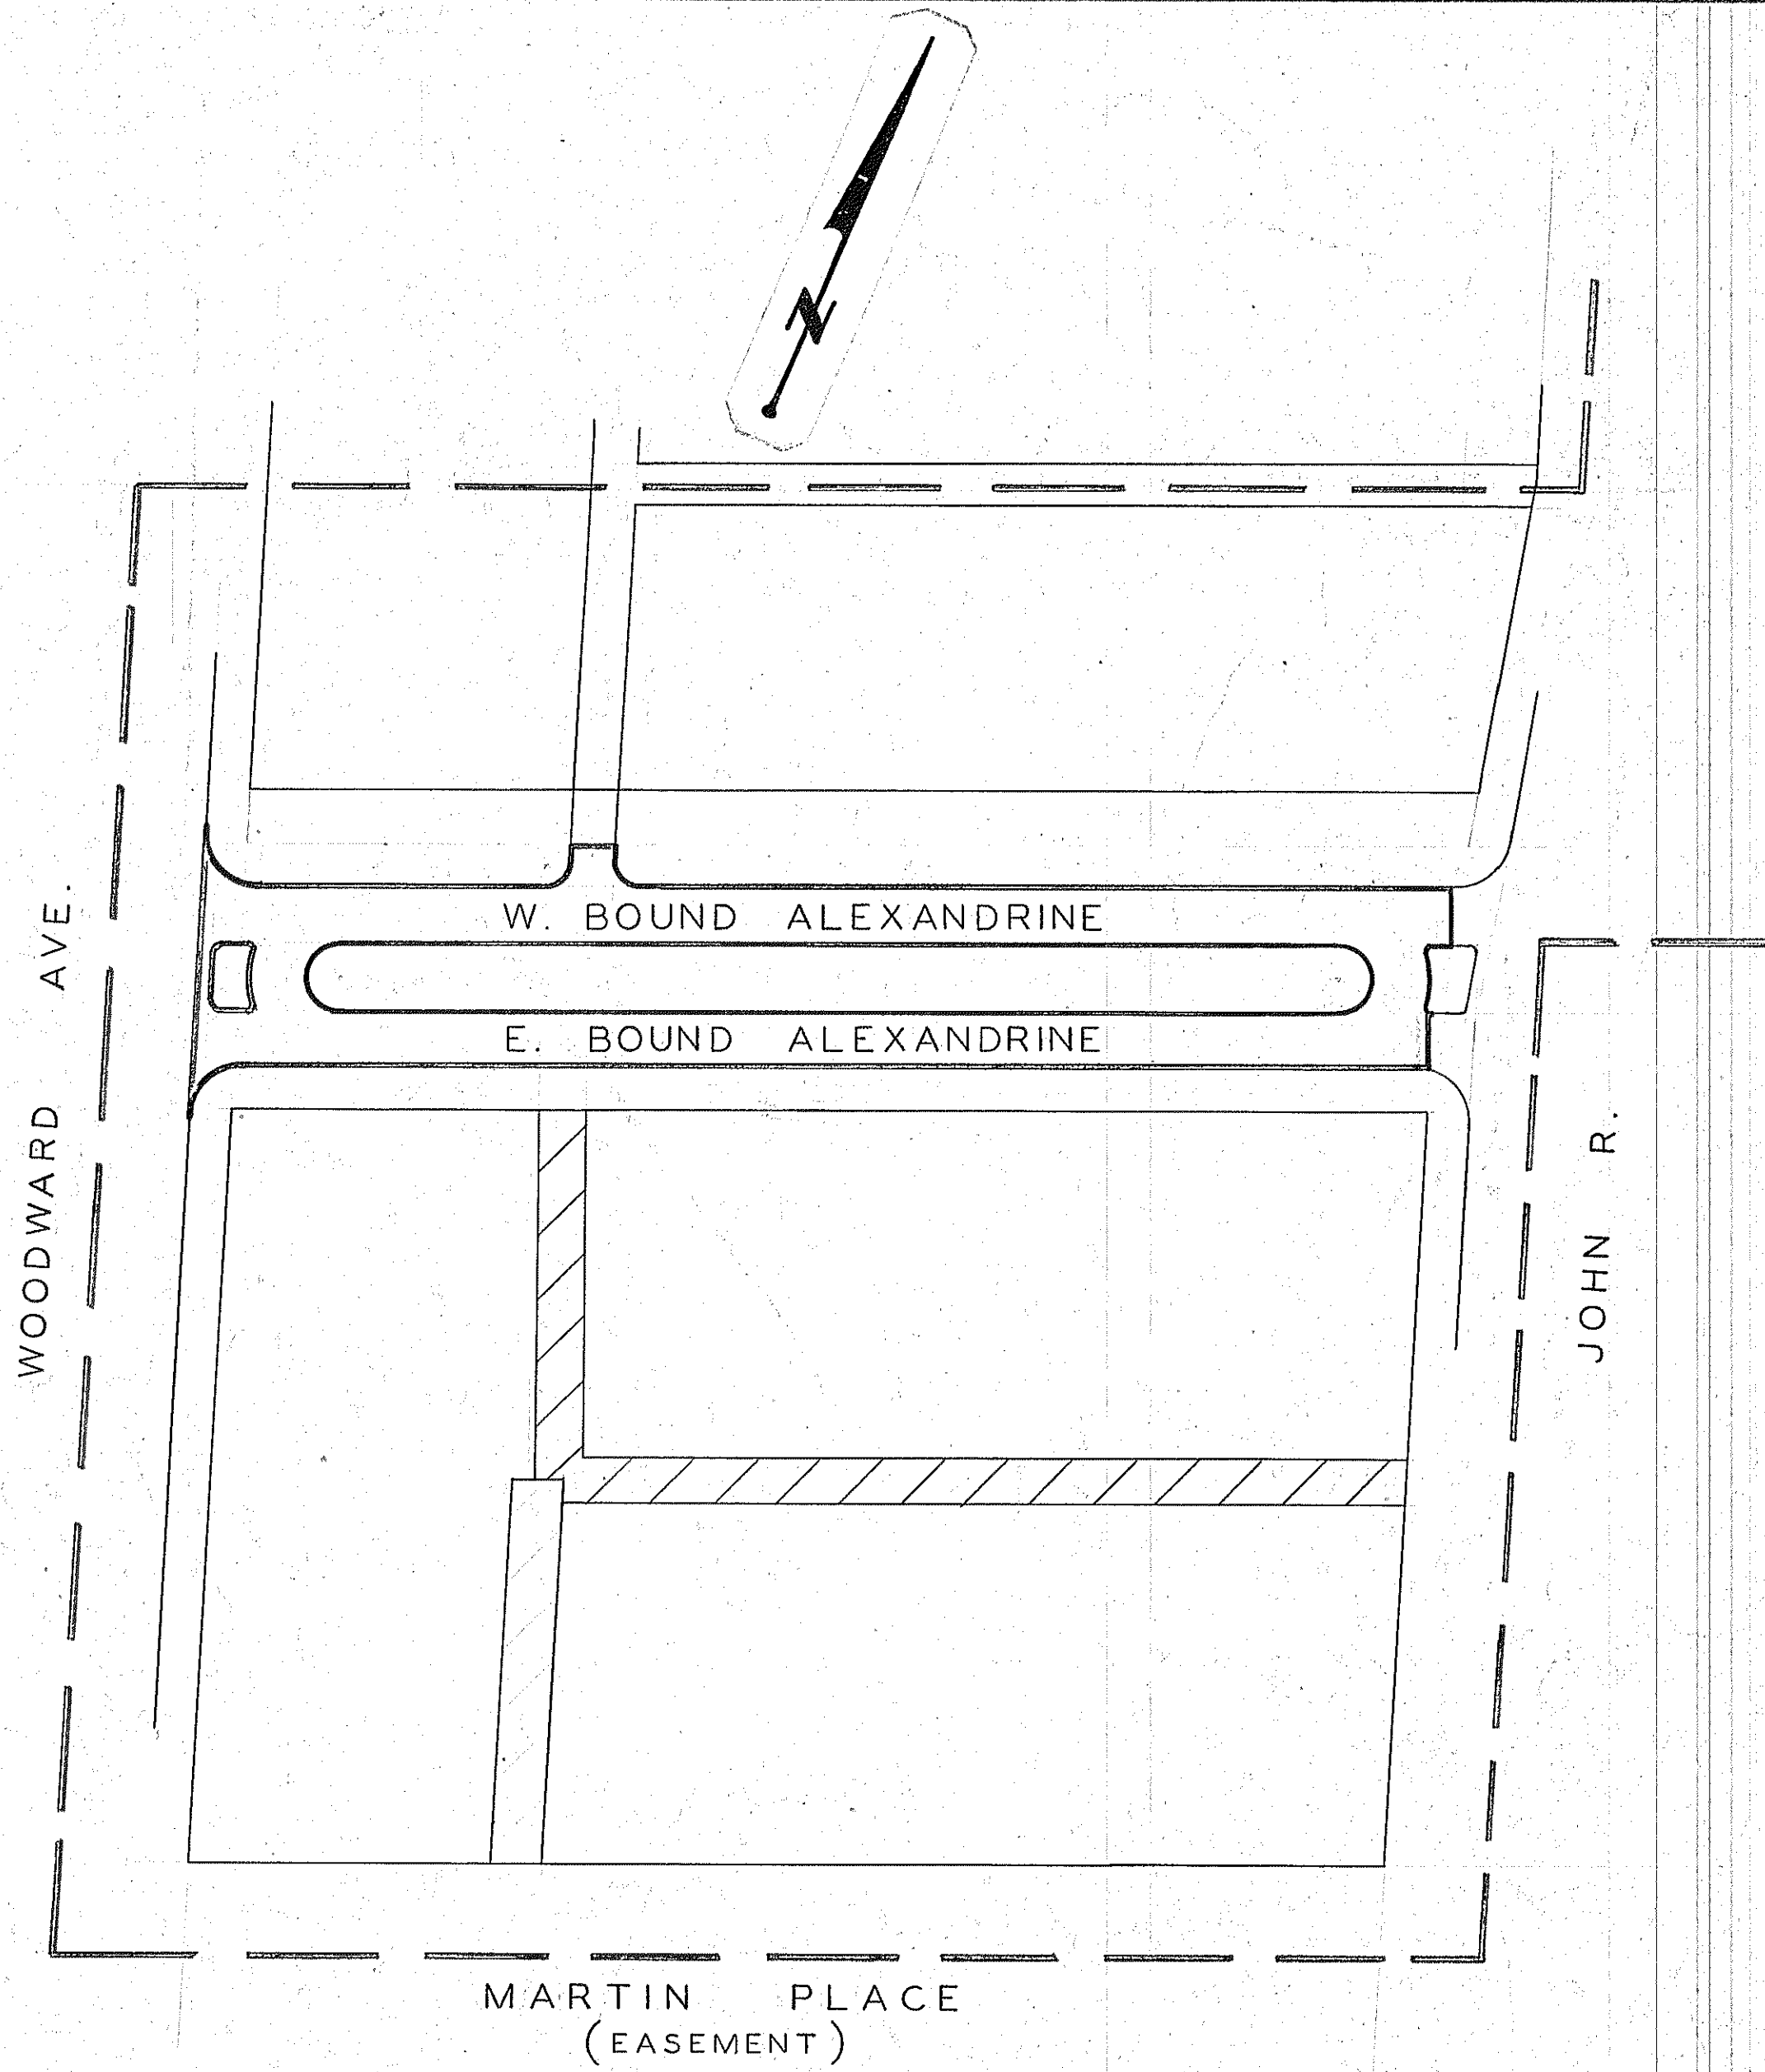 N
W. BOUND ALEXANDRINE
E. BOUND ALEXANDRINE
WOODWARD AVE.
JOHN R.
MARTIN PLACE
(EASEMENT)